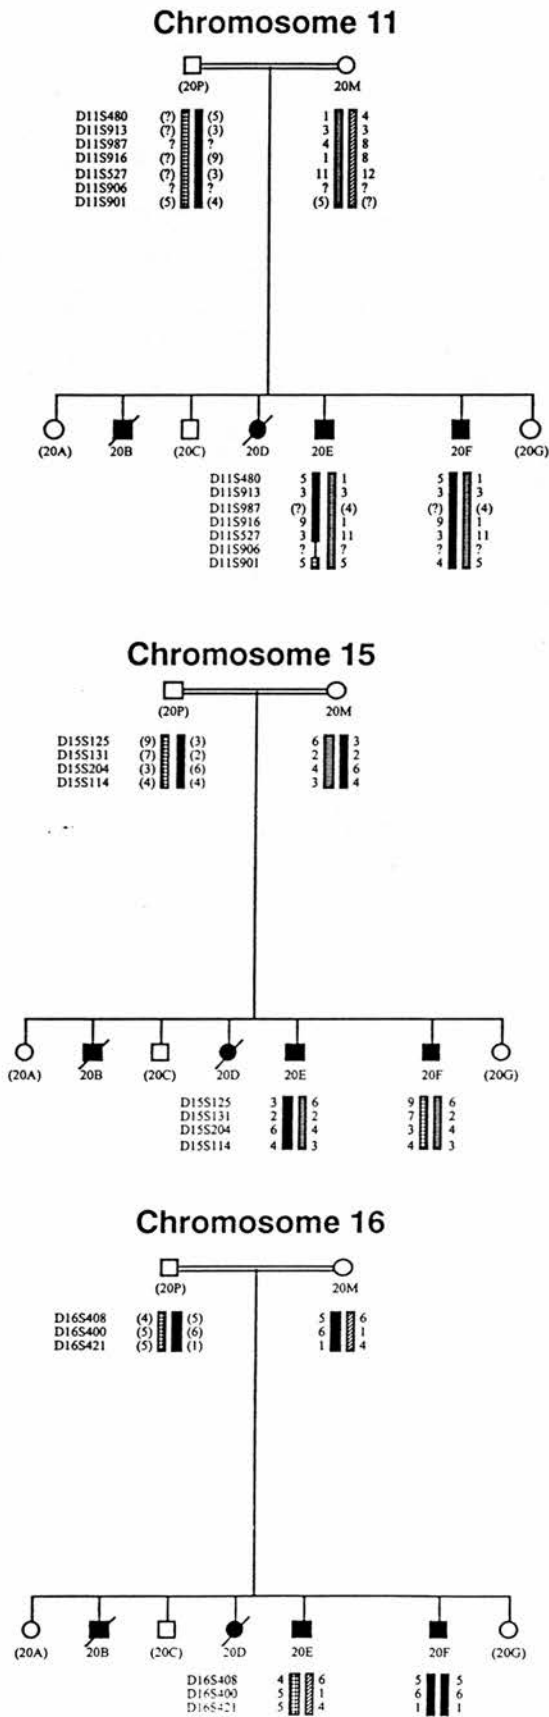 Chromosome 11
(20P) 20M
D11S480 (?) (5) 1 4
D11S913 (?) (3) 3 3
D11S987 ? ? 4 8
D11S916 (?) (9) 1 8
D11S527 (?) (3) 11 12
D11S906 ? ? ? ?
D11S901 (5) (4) (5) (?)
(20A) 20B (20C) 20D 20E 20F (20G)
D11S480 5 1 5 1
D11S913 3 3 3 3
D11S987 (?) (4) (?) (4)
D11S916 9 1 9 1
D11S527 3 11 3 11
D11S906 ? ? ? ?
D11S901 5 5 4 5
Chromosome 15
(20P) 20M
D15S125 (9) (3) 6 3
D15S131 (7) (2) 2 2
D15S204 (3) (6) 4 6
D15S114 (4) (4) 3 4
(20A) 20B (20C) 20D 20E 20F (20G)
D15S125 3 6 9 6
D15S131 2 2 7 2
D15S204 6 4 3 4
D15S114 4 3 4 3
Chromosome 16
(20P) 20M
D16S408 (4) (5) 5 6
D16S400 (5) (6) 6 1
D16S421 (5) (1) 1 4
(20A) 20B (20C) 20D 20E 20F (20G)
D16S408 4 6 5 5
D16S400 5 1 6 6
D16S421 5 4 1 1